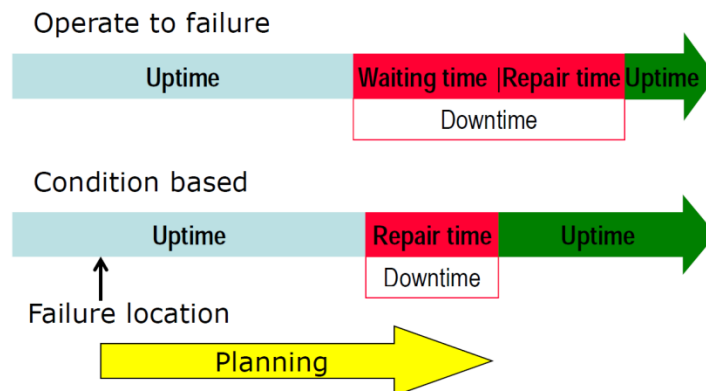 Operate to failure
Uptime Waiting time |Repair time Uptime
Downtime
Condition based
Uptime Repair time Uptime
Downtime
Failure location
Planning